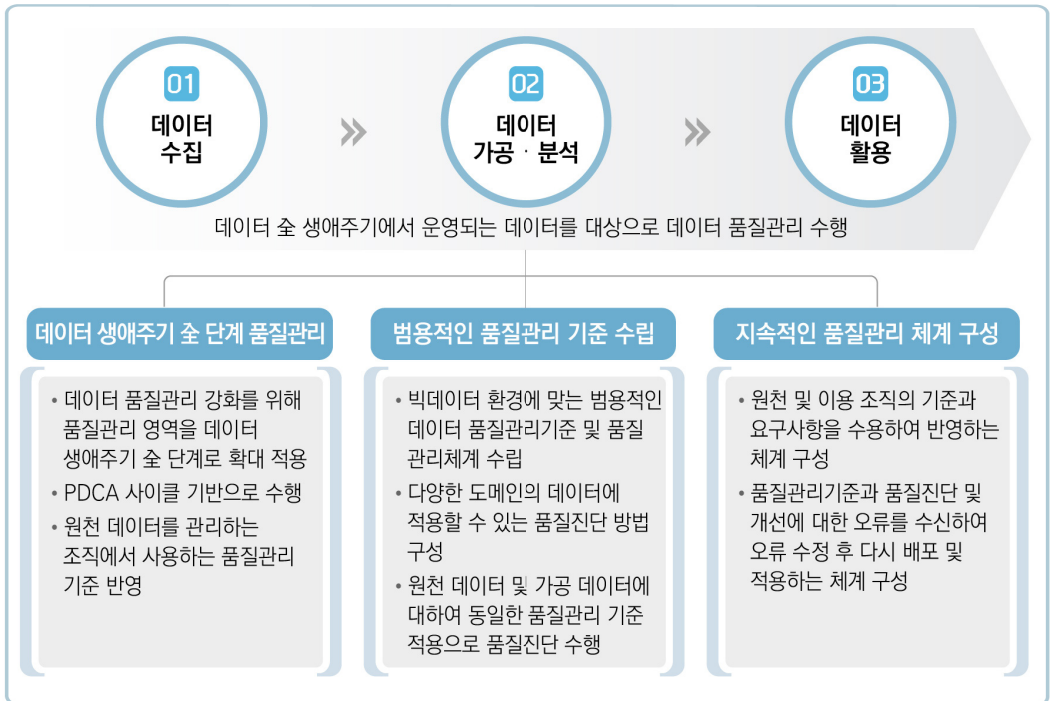 01
데이터
수집
02
데이터
가공 · 분석
03
데이터
활용
데이터 全 생애주기에서 운영되는 데이터를 대상으로 데이터 품질관리 수행
데이터 생애주기 全 단계 품질관리
• 데이터 품질관리 강화를 위해
품질관리 영역을 데이터
생애주기 全 단계로 확대 적용
• PDCA 사이클 기반으로 수행
• 원천 데이터를 관리하는
조직에서 사용하는 품질관리
기준 반영
범용적인 품질관리 기준 수립
• 빅데이터 환경에 맞는 범용적인
데이터 품질관리기준 및 품질
관리체계 수립
• 다양한 도메인의 데이터에
적용할 수 있는 품질진단 방법
구성
• 원천 데이터 및 가공 데이터에
대하여 동일한 품질관리 기준
적용으로 품질진단 수행
지속적인 품질관리 체계 구성
• 원천 및 이용 조직의 기준과
요구사항을 수용하여 반영하는
체계 구성
• 품질관리기준과 품질진단 및
개선에 대한 오류를 수신하여
오류 수정 후 다시 배포 및
적용하는 체계 구성